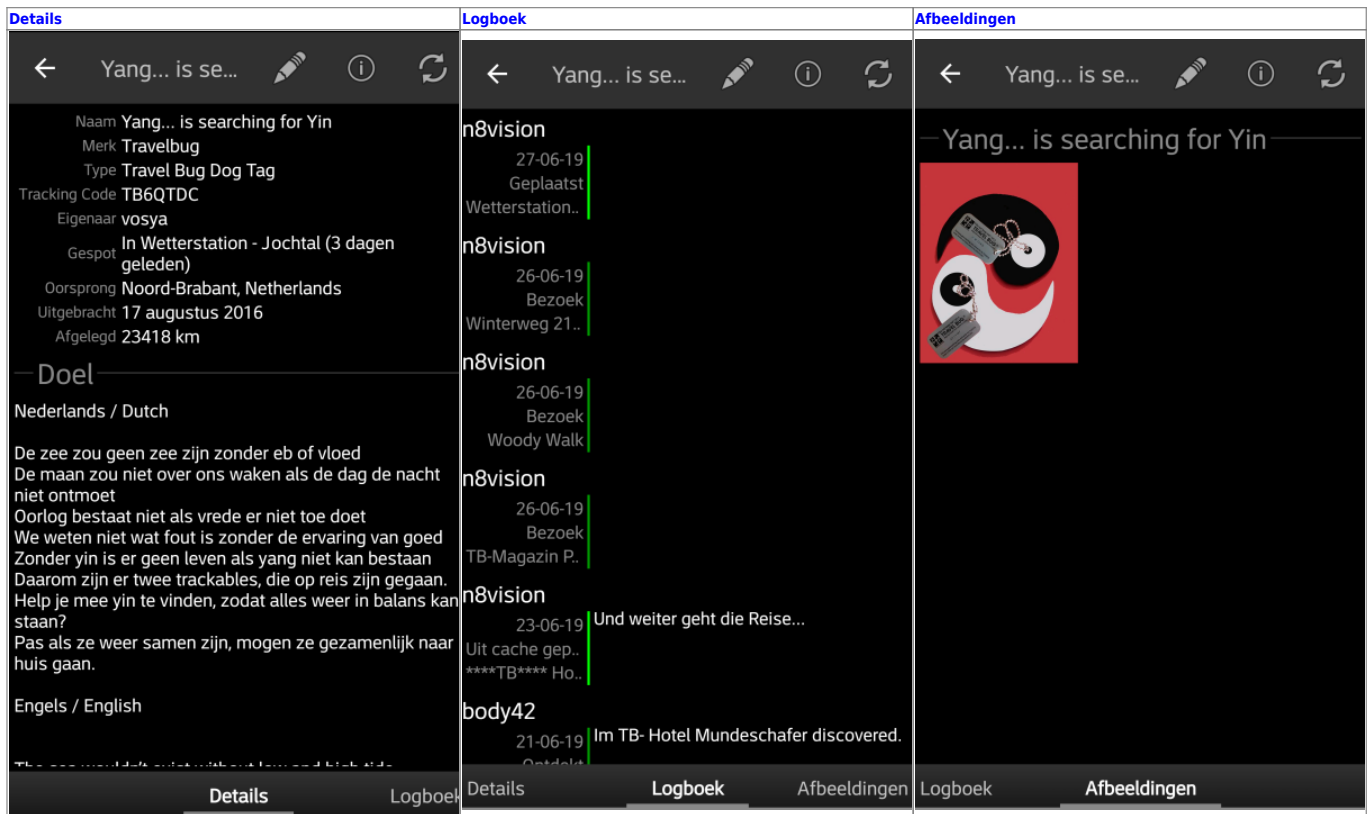 Details
Yang... is se...
Naam Yang... is searching for Yin
Merk Travelbug
Type Travel Bug Dog Tag
Tracking Code TB6QTDC
Eigenaar vosya
Gespot In Wetterstation - Jochtal (3 dagen
geleden)
Oorsprong Noord-Brabant, Netherlands
Uitgebracht 17 augustus 2016
Afgelegd 23418 km
Doel
Nederlands / Dutch
De zee zou geen zee zijn zonder eb of vloed
De maan zou niet over ons waken als de dag de nacht
niet ontmoet
Oorlog bestaat niet als vrede er niet toe doet
We weten niet wat fout is zonder de ervaring van goed
Zonder yin is er geen leven als yang niet kan bestaan
Daarom zijn er twee trackables, die op reis zijn gegaan.
Help je mee yin te vinden, zodat alles weer in balans kan
staan?
Pas als ze weer samen zijn, mogen ze gezamenlijk naar
huis gaan.
Engels / English
The sea wouldn't exist without low and high tide
Details Logboek
Logboek
Yang... is se...
n8vision
27-06-19
Geplaatst
Wetterstation..
n8vision
26-06-19
Bezoek
Winterweg 21..
n8vision
26-06-19
Bezoek
Woody Walk
n8vision
26-06-19
Bezoek
TB-Magazin P..
n8vision
23-06-19 Und weiter geht die Reise...
Uit cache gep..
****TB**** Ho..
body42
21-06-19 Im TB- Hotel Mundeschafer discovered.
Ontdekt
Details Logboek Afbeeldingen
Afbeeldingen
Yang... is se...
Yang... is searching for Yin
Logboek Afbeeldingen